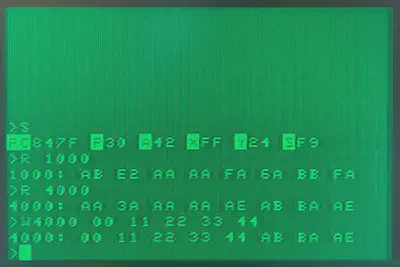 >S
PC847F P30 A42 XFF Y24 SF9
>R 1000
1000: AB E2 AA AA FA 6A BB FA
>R 4000
4000: AA 3A AA AA AE AB BA AE
>W4000 00 11 22 33 44
4000: 00 11 22 33 44 AB BA AE
>